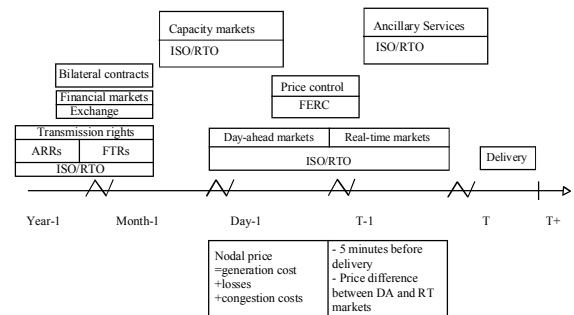 Capacity markets
ISO/RTO
Ancillary Services
ISO/RTO
Bilateral contracts
Financial markets
Exchange
Price control
FERC
Transmission rights
ARRs
FTRs
ISO/RTO
Day-ahead markets
Real-time markets
ISO/RTO
Delivery
Year-1
Month-1
Day-1
T-1
T
T+
Nodal price
=generation cost
+losses
+congestion costs
- 5 minutes before
delivery
- Price difference
between DA and RT
markets